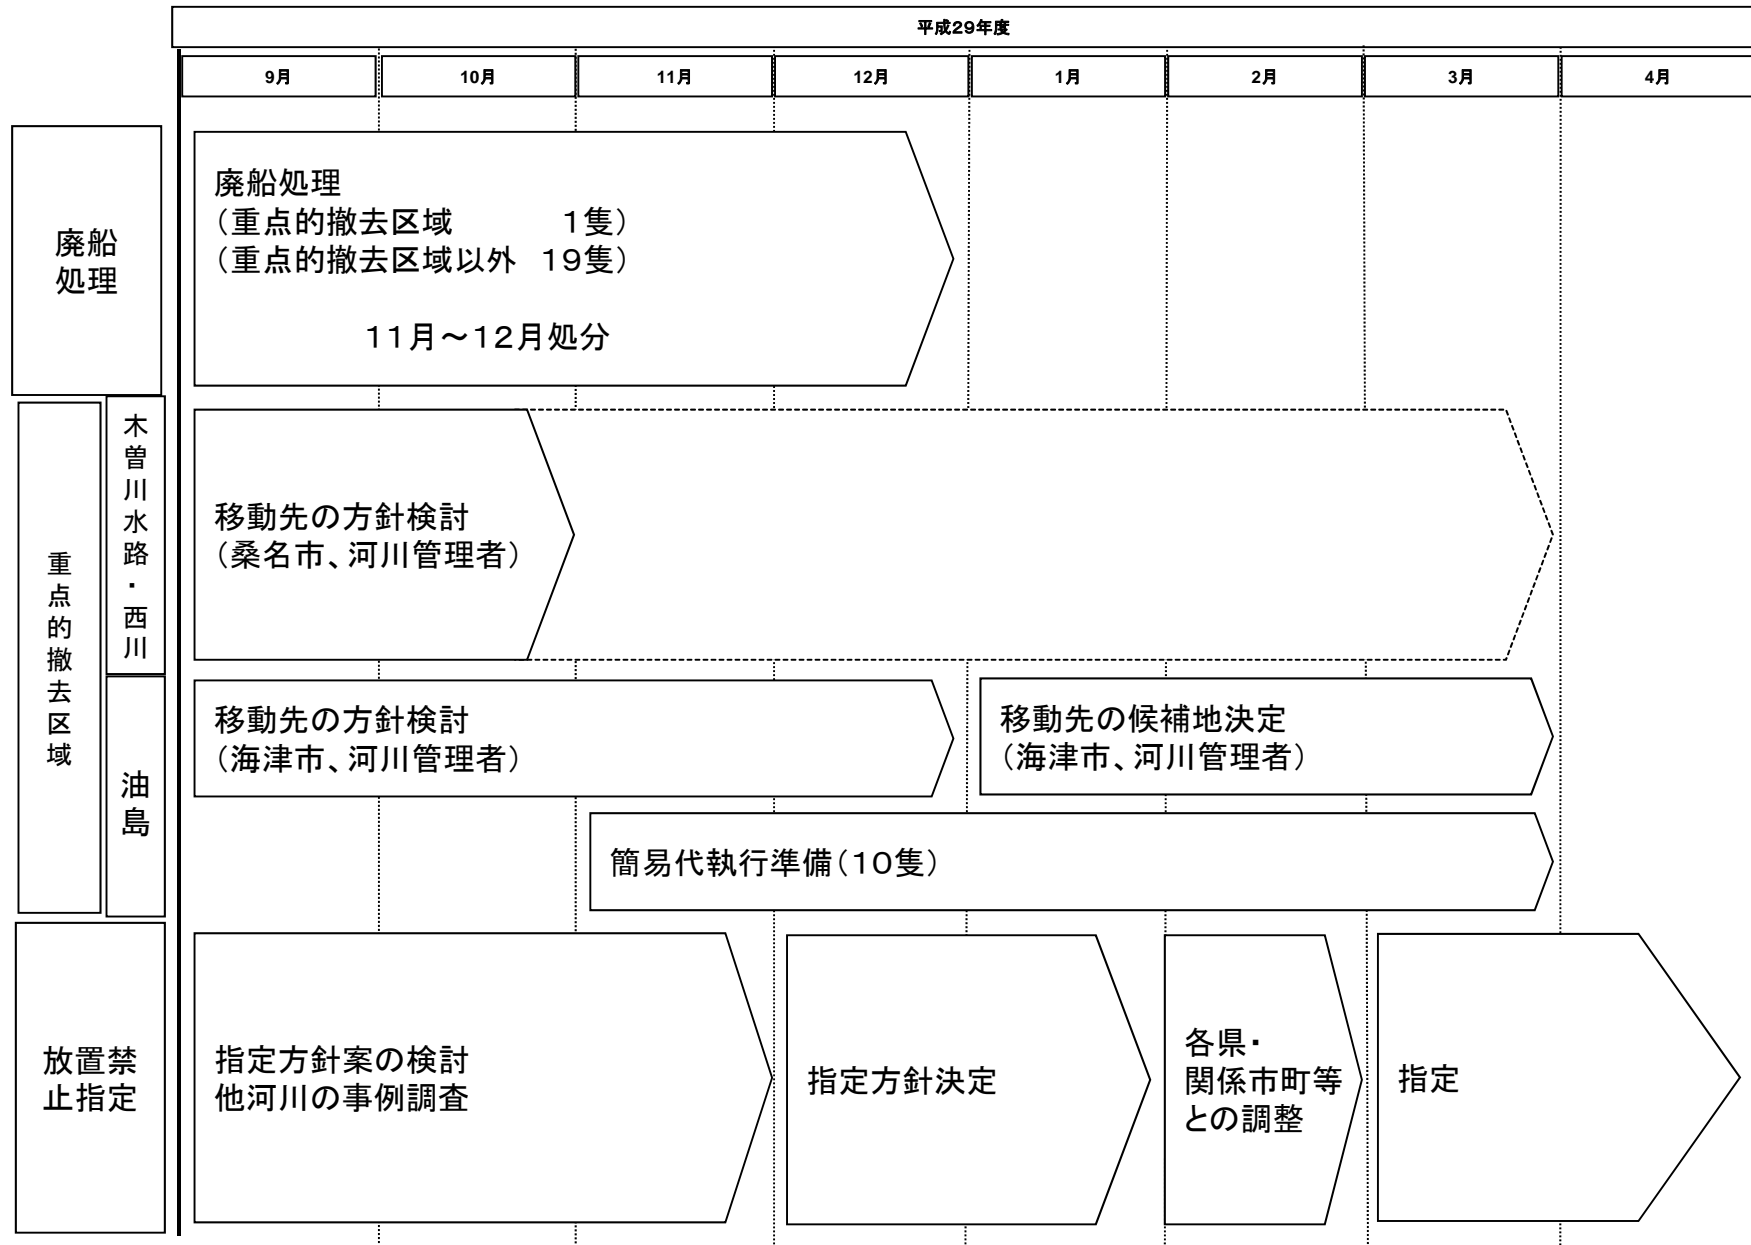 平成29年度
9月
10月
11月
12月
1月
2月
3月
4月
廃船
処理
廃船処理
（重点的撤去区域　　　　1隻）
（重点的撤去区域以外　19隻）
11月～12月処分
重点的撤去区域
木曽川水路・西川
移動先の方針検討
（桑名市、河川管理者）
油島
移動先の方針検討
（海津市、河川管理者）
移動先の候補地決定
（海津市、河川管理者）
簡易代執行準備（10隻）
放置禁
止指定
指定方針案の検討
他河川の事例調査
指定方針決定
各県・
関係市町等
との調整
指定